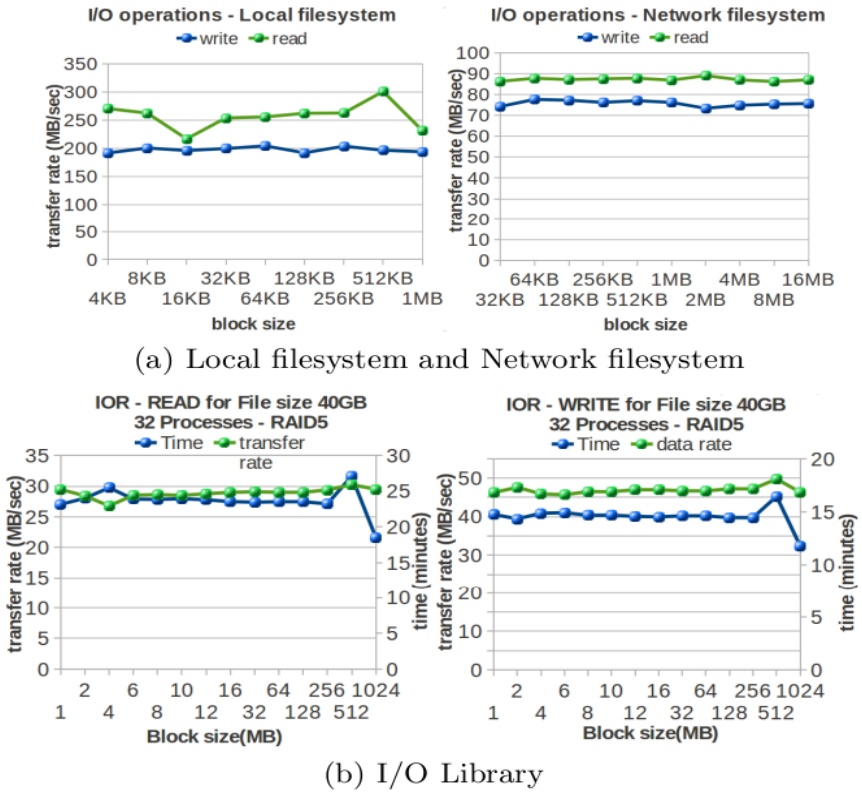 I/O operations - Local filesystem
write read
350
300
250
200
150
100
50
0
transfer rate (MB/sec)
8KB 32KB 128KB 512KB
4KB 16KB 64KB 256KB 1MB
block size
I/O operations - Network filesystem
write read
100
90
80
70
60
50
40
30
20
10
0
transfer rate (MB/sec)
64KB 256KB 1MB 4MB 16MB
32KB 128KB 512KB 2MB 8MB
block size
(a) Local filesystem and Network filesystem
IOR - READ for File size 40GB
32 Processes - RAID5
Time transfer
rate
35
30
25
20
15
10
5
0
transfer rate (MB/sec)
30
25
20
15
10
5
0
time (minutes)
2 6 10 16 64 256 1024
1 4 8 12 32 128 512
Block size(MB)
IOR - WRITE for File size 40GB
32 Processes - RAID5
Time data rate
50
40
30
20
10
0
transfer rate (MB/sec)
20
15
10
5
0
time (minutes)
2 6 10 16 64 256 1024
1 4 8 12 32 128 512
Block size(MB)
(b) I/O Library